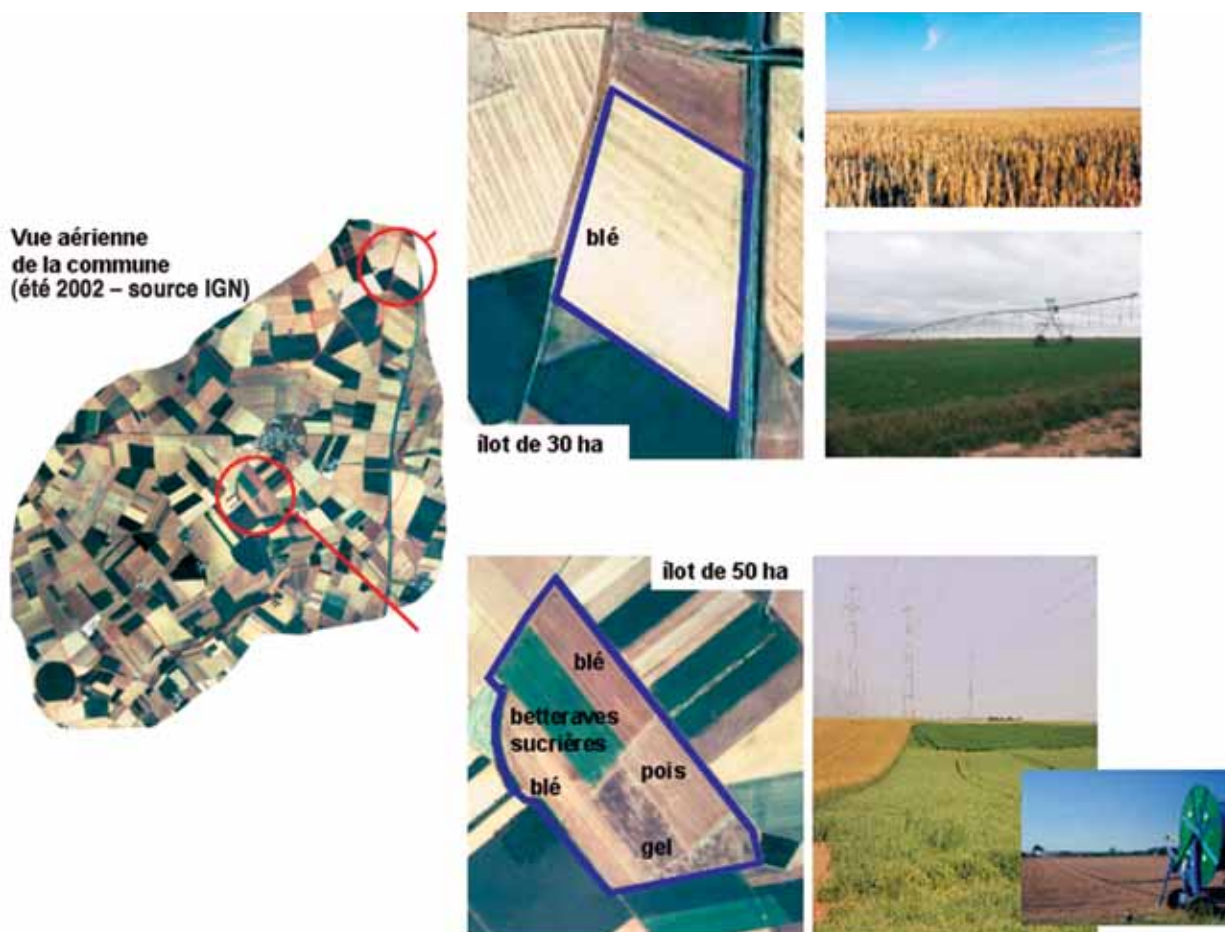 Vue aérienne
de la commune
(été 2002 – source IGN)
blé
îlot de 30 ha
îlot de 50 ha
blé
betteraves
sucrières
pois
blé
gel